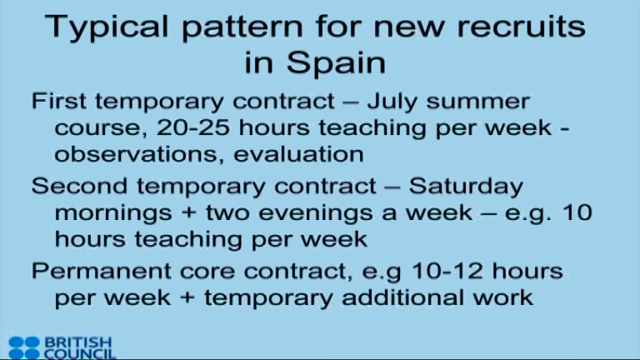 Typical pattern for new recruits
in Spain
First temporary contract – July summer
course, 20-25 hours teaching per week -
observations, evaluation
Second temporary contract – Saturday
mornings + two evenings a week – e.g. 10
hours teaching per week
Permanent core contract, e.g 10-12 hours
per week + temporary additional work
BRITISH
COUNCIL